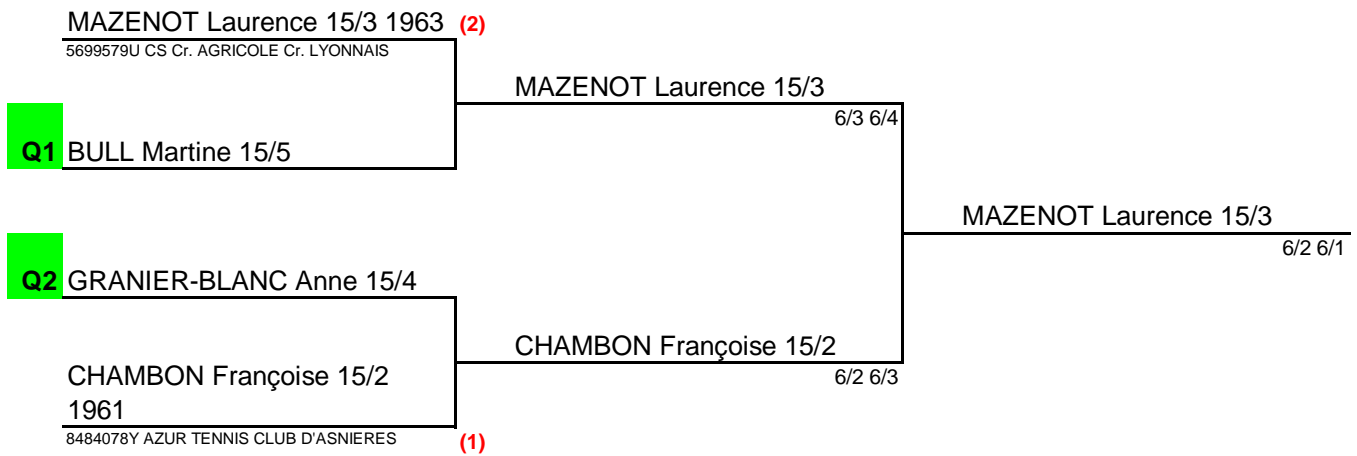 MAZENOT Laurence 15/3 1963 (2)
5699579U CS Cr. AGRICOLE Cr. LYONNAIS
MAZENOT Laurence 15/3
6/3 6/4
Q1 BULL Martine 15/5
MAZENOT Laurence 15/3
6/2 6/1
Q2 GRANIER-BLANC Anne 15/4
CHAMBON Françoise 15/2
6/2 6/3
CHAMBON Françoise 15/2
1961
8484078Y AZUR TENNIS CLUB D'ASNIERES (1)